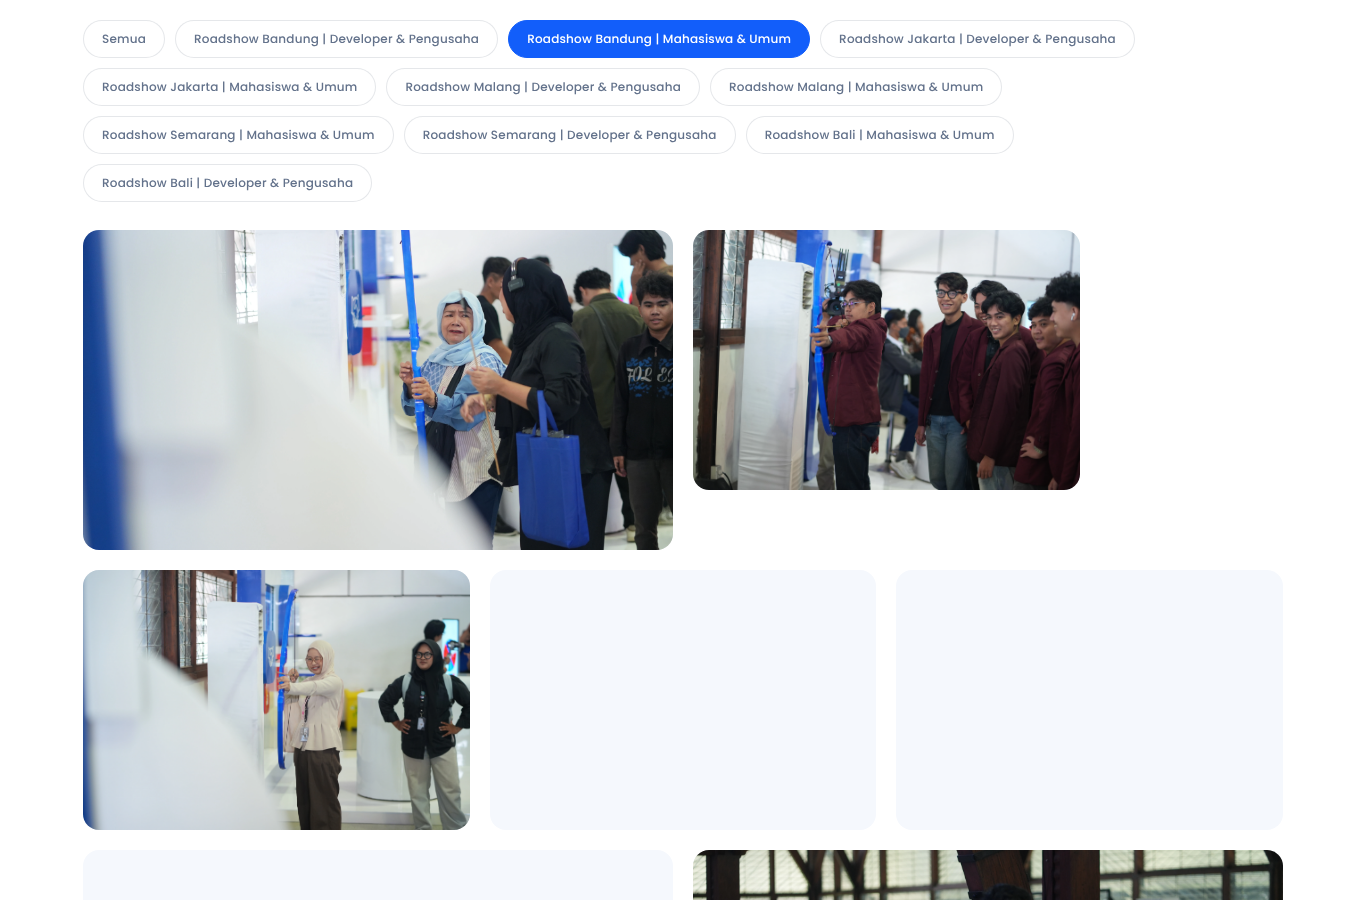 Semua
Roadshow Bandung | Developer & Pengusaha
Roadshow Bandung | Mahasiswa & Umum
Roadshow Jakarta | Developer & Pengusaha
Roadshow Jakarta | Mahasiswa & Umum
Roadshow Malang | Developer & Pengusaha
Roadshow Malang | Mahasiswa & Umum
Roadshow Semarang | Mahasiswa & Umum
Roadshow Semarang | Developer & Pengusaha
Roadshow Bali | Mahasiswa & Umum
Roadshow Bali | Developer & Pengusaha